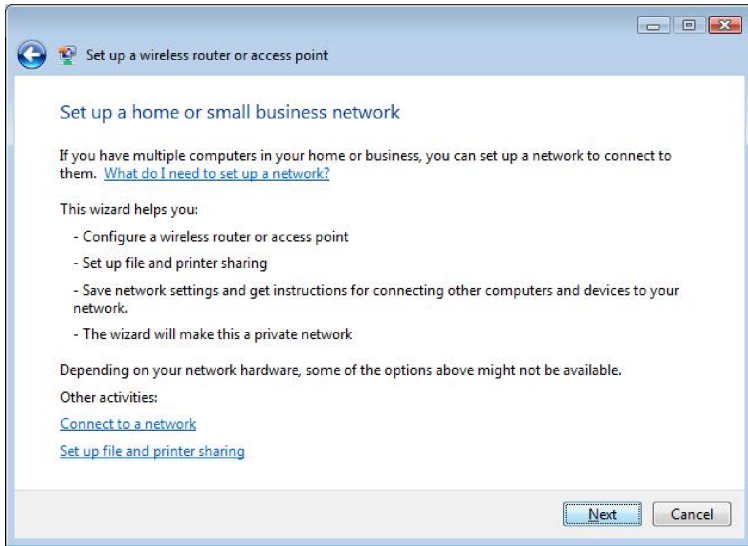 Set up a wireless router or access point
Set up a home or small business network
If you have multiple computers in your home or business, you can set up a network to connect to
them. What do I need to set up a network?
This wizard helps you:
- Configure a wireless router or access point
- Set up file and printer sharing
- Save network settings and get instructions for connecting other computers and devices to your
network.
- The wizard will make this a private network
Depending on your network hardware, some of the options above might not be available.
Other activities:
Connect to a network
Set up file and printer sharing
Next Cancel